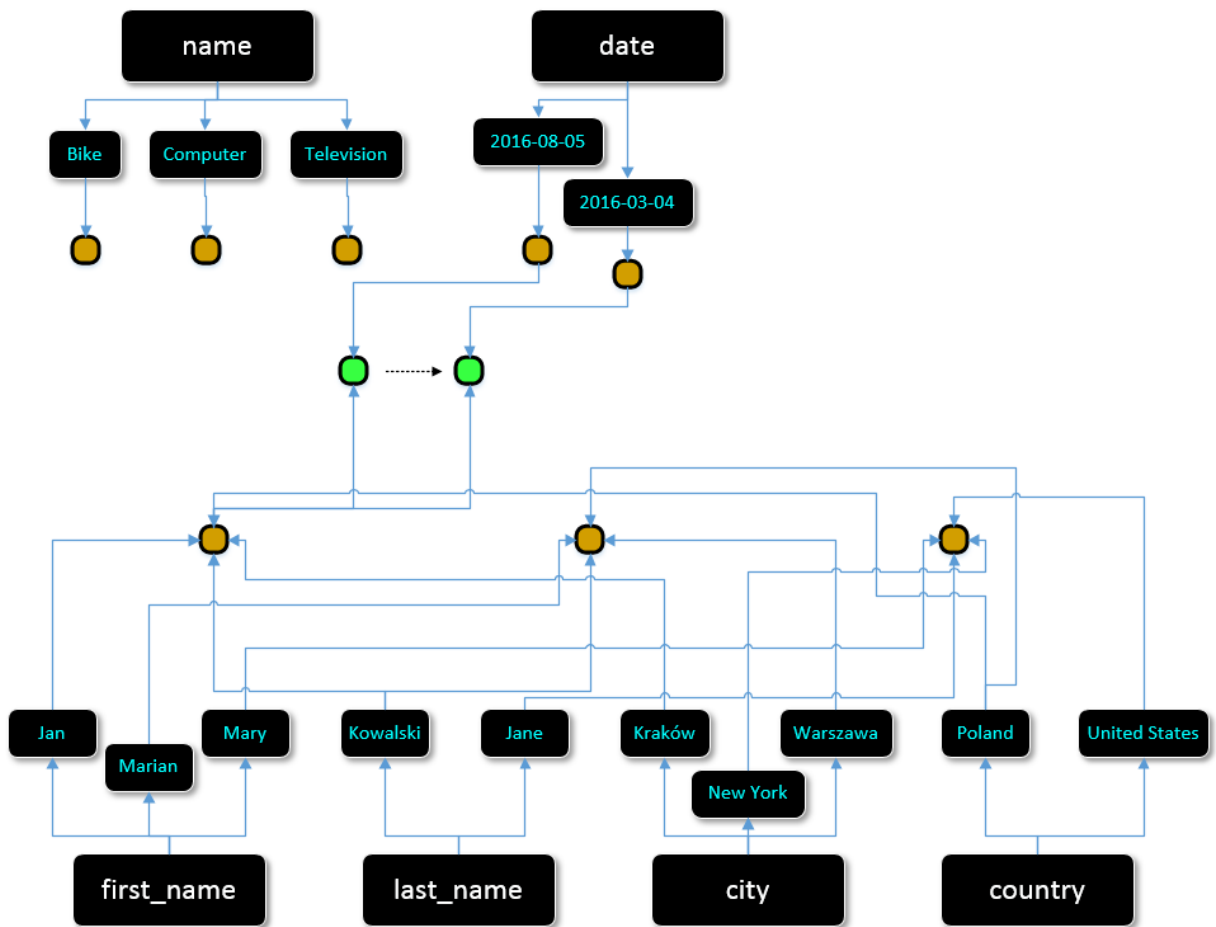 name
date
Bike
Computer
Television
2016-08-05
2016-03-04
Jan
Marian
Mary
Kowalski
Jane
Kraków
New York
Warszawa
Poland
United States
first_name
last_name
city
country